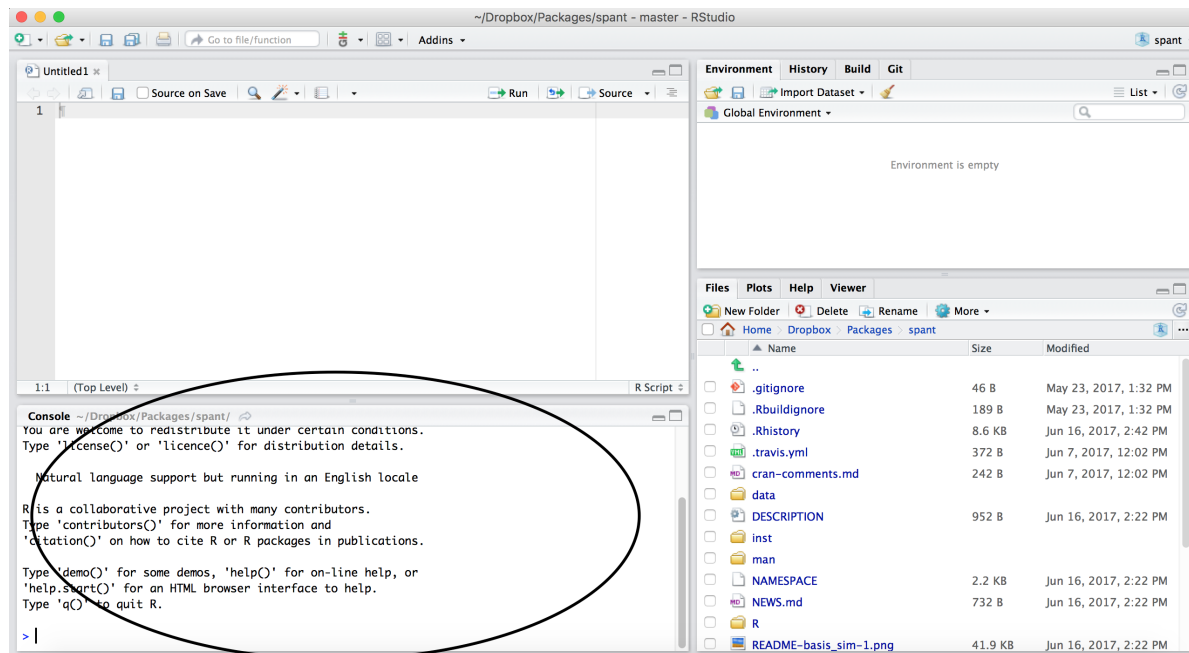 ~/Dropbox/Packages/spant - master - RStudio
Go to file/function Addins spant
Untitled1
Source on Save Run Source
1
1:1 (Top Level) R Script
Console ~/Dropbox/Packages/spant/
You are welcome to redistribute it under certain conditions.
Type 'license()' or 'licence()' for distribution details.
Natural language support but running in an English locale
R is a collaborative project with many contributors.
Type 'contributors()' for more information and
'citation()' on how to cite R or R packages in publications.
Type 'demo()' for some demos, 'help()' for on-line help, or
'help.start()' for an HTML browser interface to help.
Type 'q()' to quit R.
>
Environment History Build Git
Import Dataset List
Global Environment
Environment is empty
Files Plots Help Viewer
New Folder Delete Rename More
Home Dropbox Packages spant
Name Size Modified
..
.gitignore 46 B May 23, 2017, 1:32 PM
.Rbuildignore 189 B May 23, 2017, 1:32 PM
.Rhistory 8.6 KB Jun 16, 2017, 2:42 PM
.travis.yml 372 B Jun 7, 2017, 12:02 PM
cran-comments.md 242 B Jun 7, 2017, 12:02 PM
data
DESCRIPTION 952 B Jun 16, 2017, 2:22 PM
inst
man
NAMESPACE 2.2 KB Jun 16, 2017, 2:22 PM
NEWS.md 732 B Jun 16, 2017, 2:22 PM
R
README-basis_sim-1.png 41.9 KB Jun 16, 2017, 2:22 PM